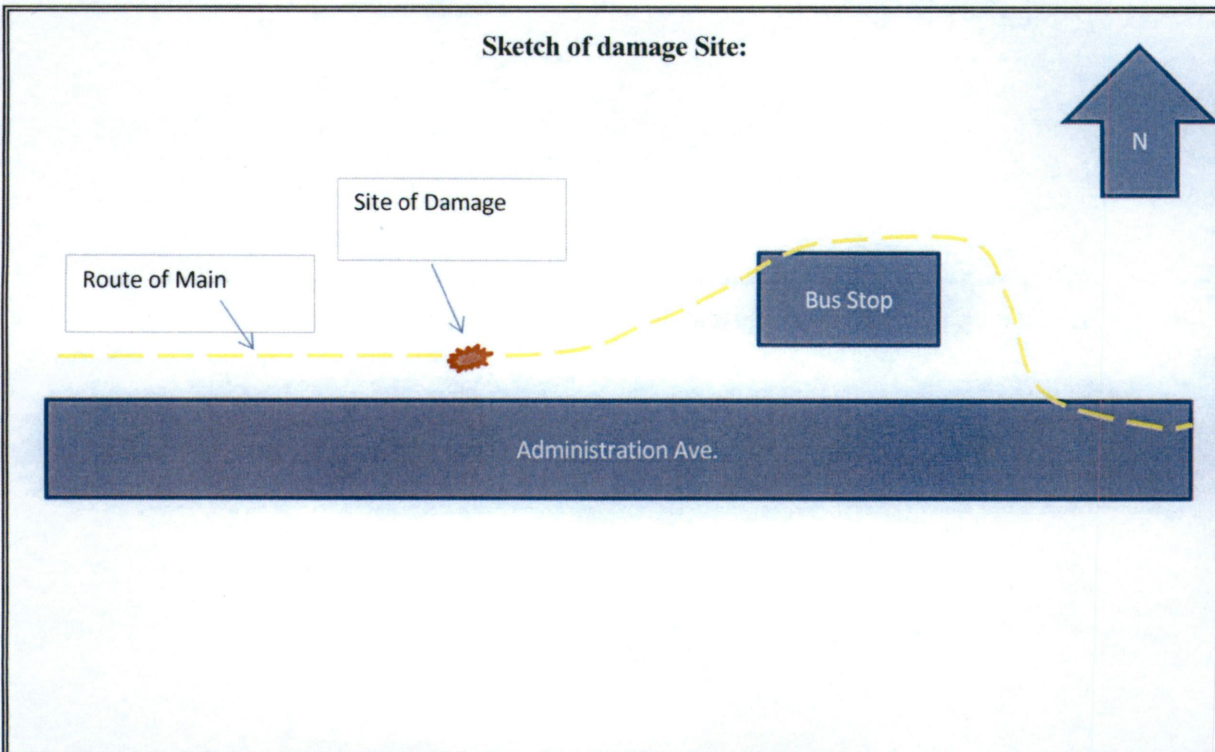 Sketch of damage Site:
N
Site of Damage
Route of Main
Bus Stop
Administration Ave.